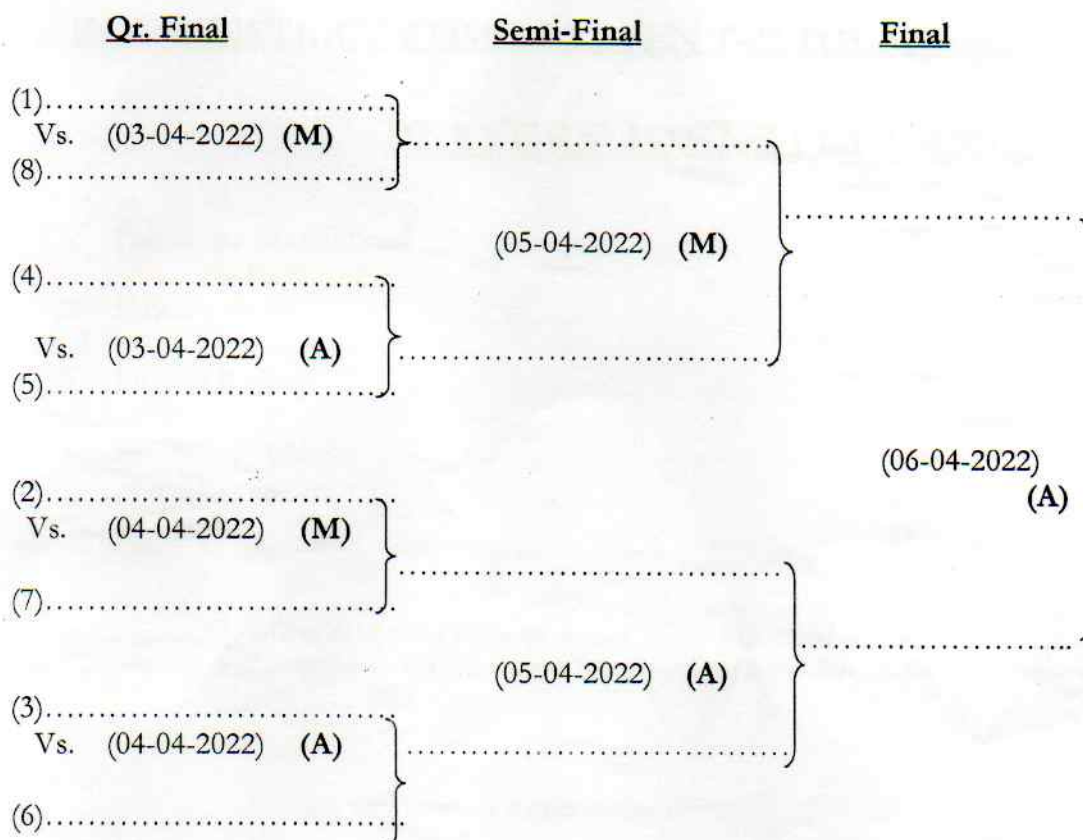 Qr. Final Semi-Final Final
(1)....................................................
Vs. (03-04-2022) (M)
....................................................
(8)....................................................
....................................................
(05-04-2022) (M)
(4)....................................................
Vs. (03-04-2022) (A)
....................................................
(5)....................................................
(06-04-2022)
(A)
(2)....................................................
Vs. (04-04-2022) (M)
....................................................
(7)....................................................
....................................................
(05-04-2022) (A)
(3)....................................................
Vs. (04-04-2022) (A)
....................................................
(6)....................................................